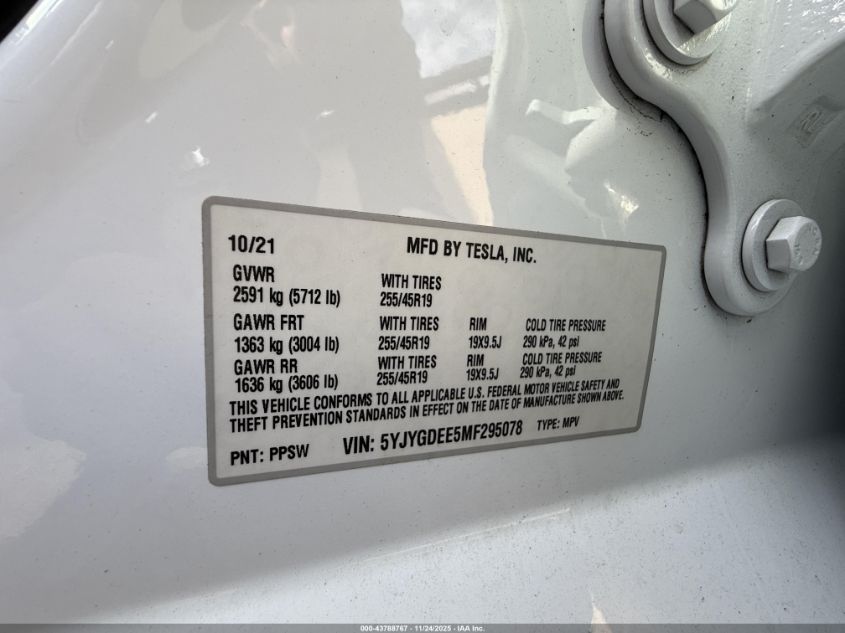 10/21 MFD BY TESLA, INC.
GVWR
2591 kg (5712 lb)
WITH TIRES
255/45R19
GAWR FRT
1363 kg (3004 lb)
WITH TIRES
255/45R19
RIM
19X9.5J
COLD TIRE PRESSURE
290 kPa, 42 psi
GAWR RR
1636 kg (3606 lb)
WITH TIRES
255/45R19
RIM
19X9.5J
COLD TIRE PRESSURE
290 kPa, 42 psi
THIS VEHICLE CONFORMS TO ALL APPLICABLE U.S. FEDERAL MOTOR VEHICLE SAFETY AND
THEFT PREVENTION STANDARDS IN EFFECT ON THE DATE OF MANUFACTURE SHOWN ABOVE.
PNT: PPSW VIN: 5YJYGDEE5MF295078 TYPE: MPV
000-43788767 - 11/24/2025 - IAA Inc.